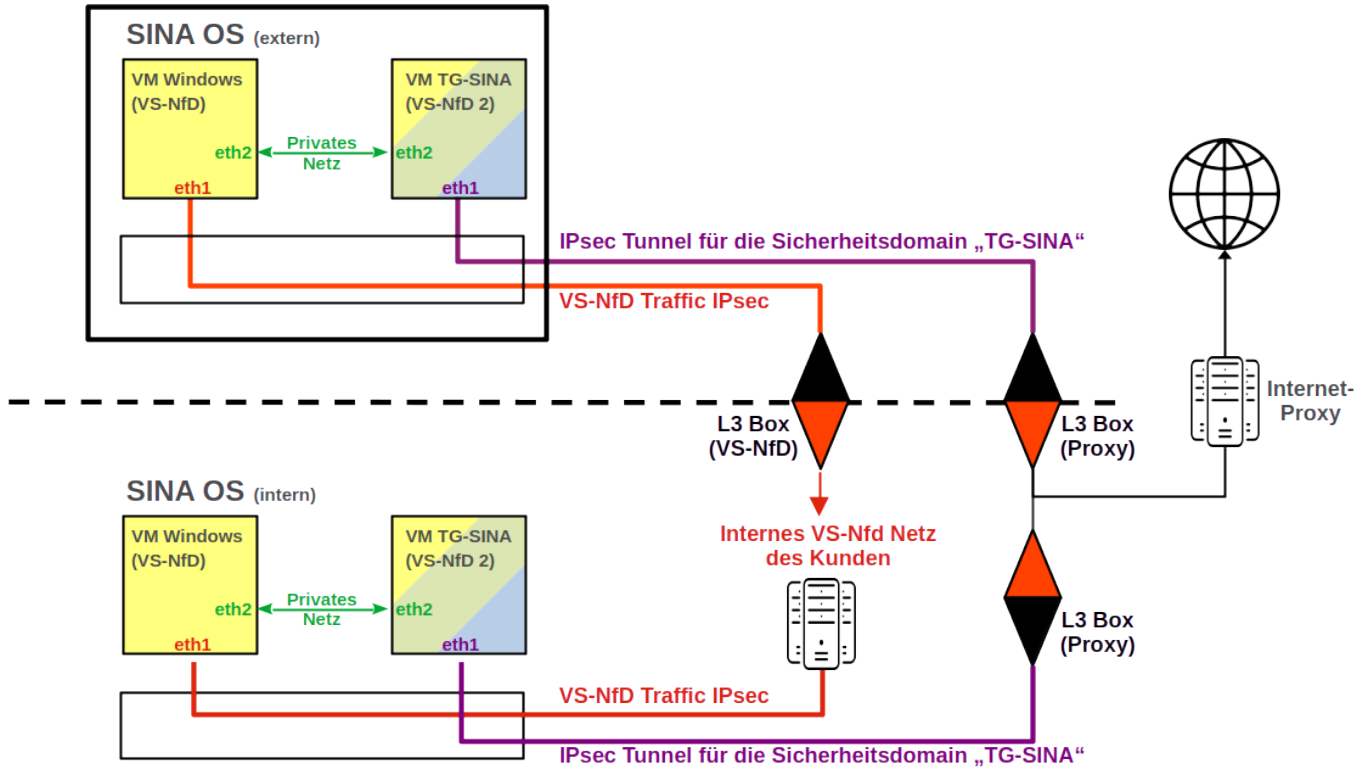 SINA OS (extern)
VM Windows
(VS-NfD)
eth2
eth1
Privates
Netz
VM TG-SINA
(VS-NfD 2)
eth2
eth1
IPsec Tunnel für die Sicherheitsdomain „TG-SINA“
VS-NfD Traffic IPsec
L3 Box
(VS-NfD)
L3 Box
(Proxy)
Internet-
Proxy
SINA OS (intern)
VM Windows
(VS-NfD)
eth2
eth1
Privates
Netz
VM TG-SINA
(VS-NfD 2)
eth2
eth1
Internes VS-Nfd Netz
des Kunden
L3 Box
(Proxy)
VS-NfD Traffic IPsec
IPsec Tunnel für die Sicherheitsdomain „TG-SINA“